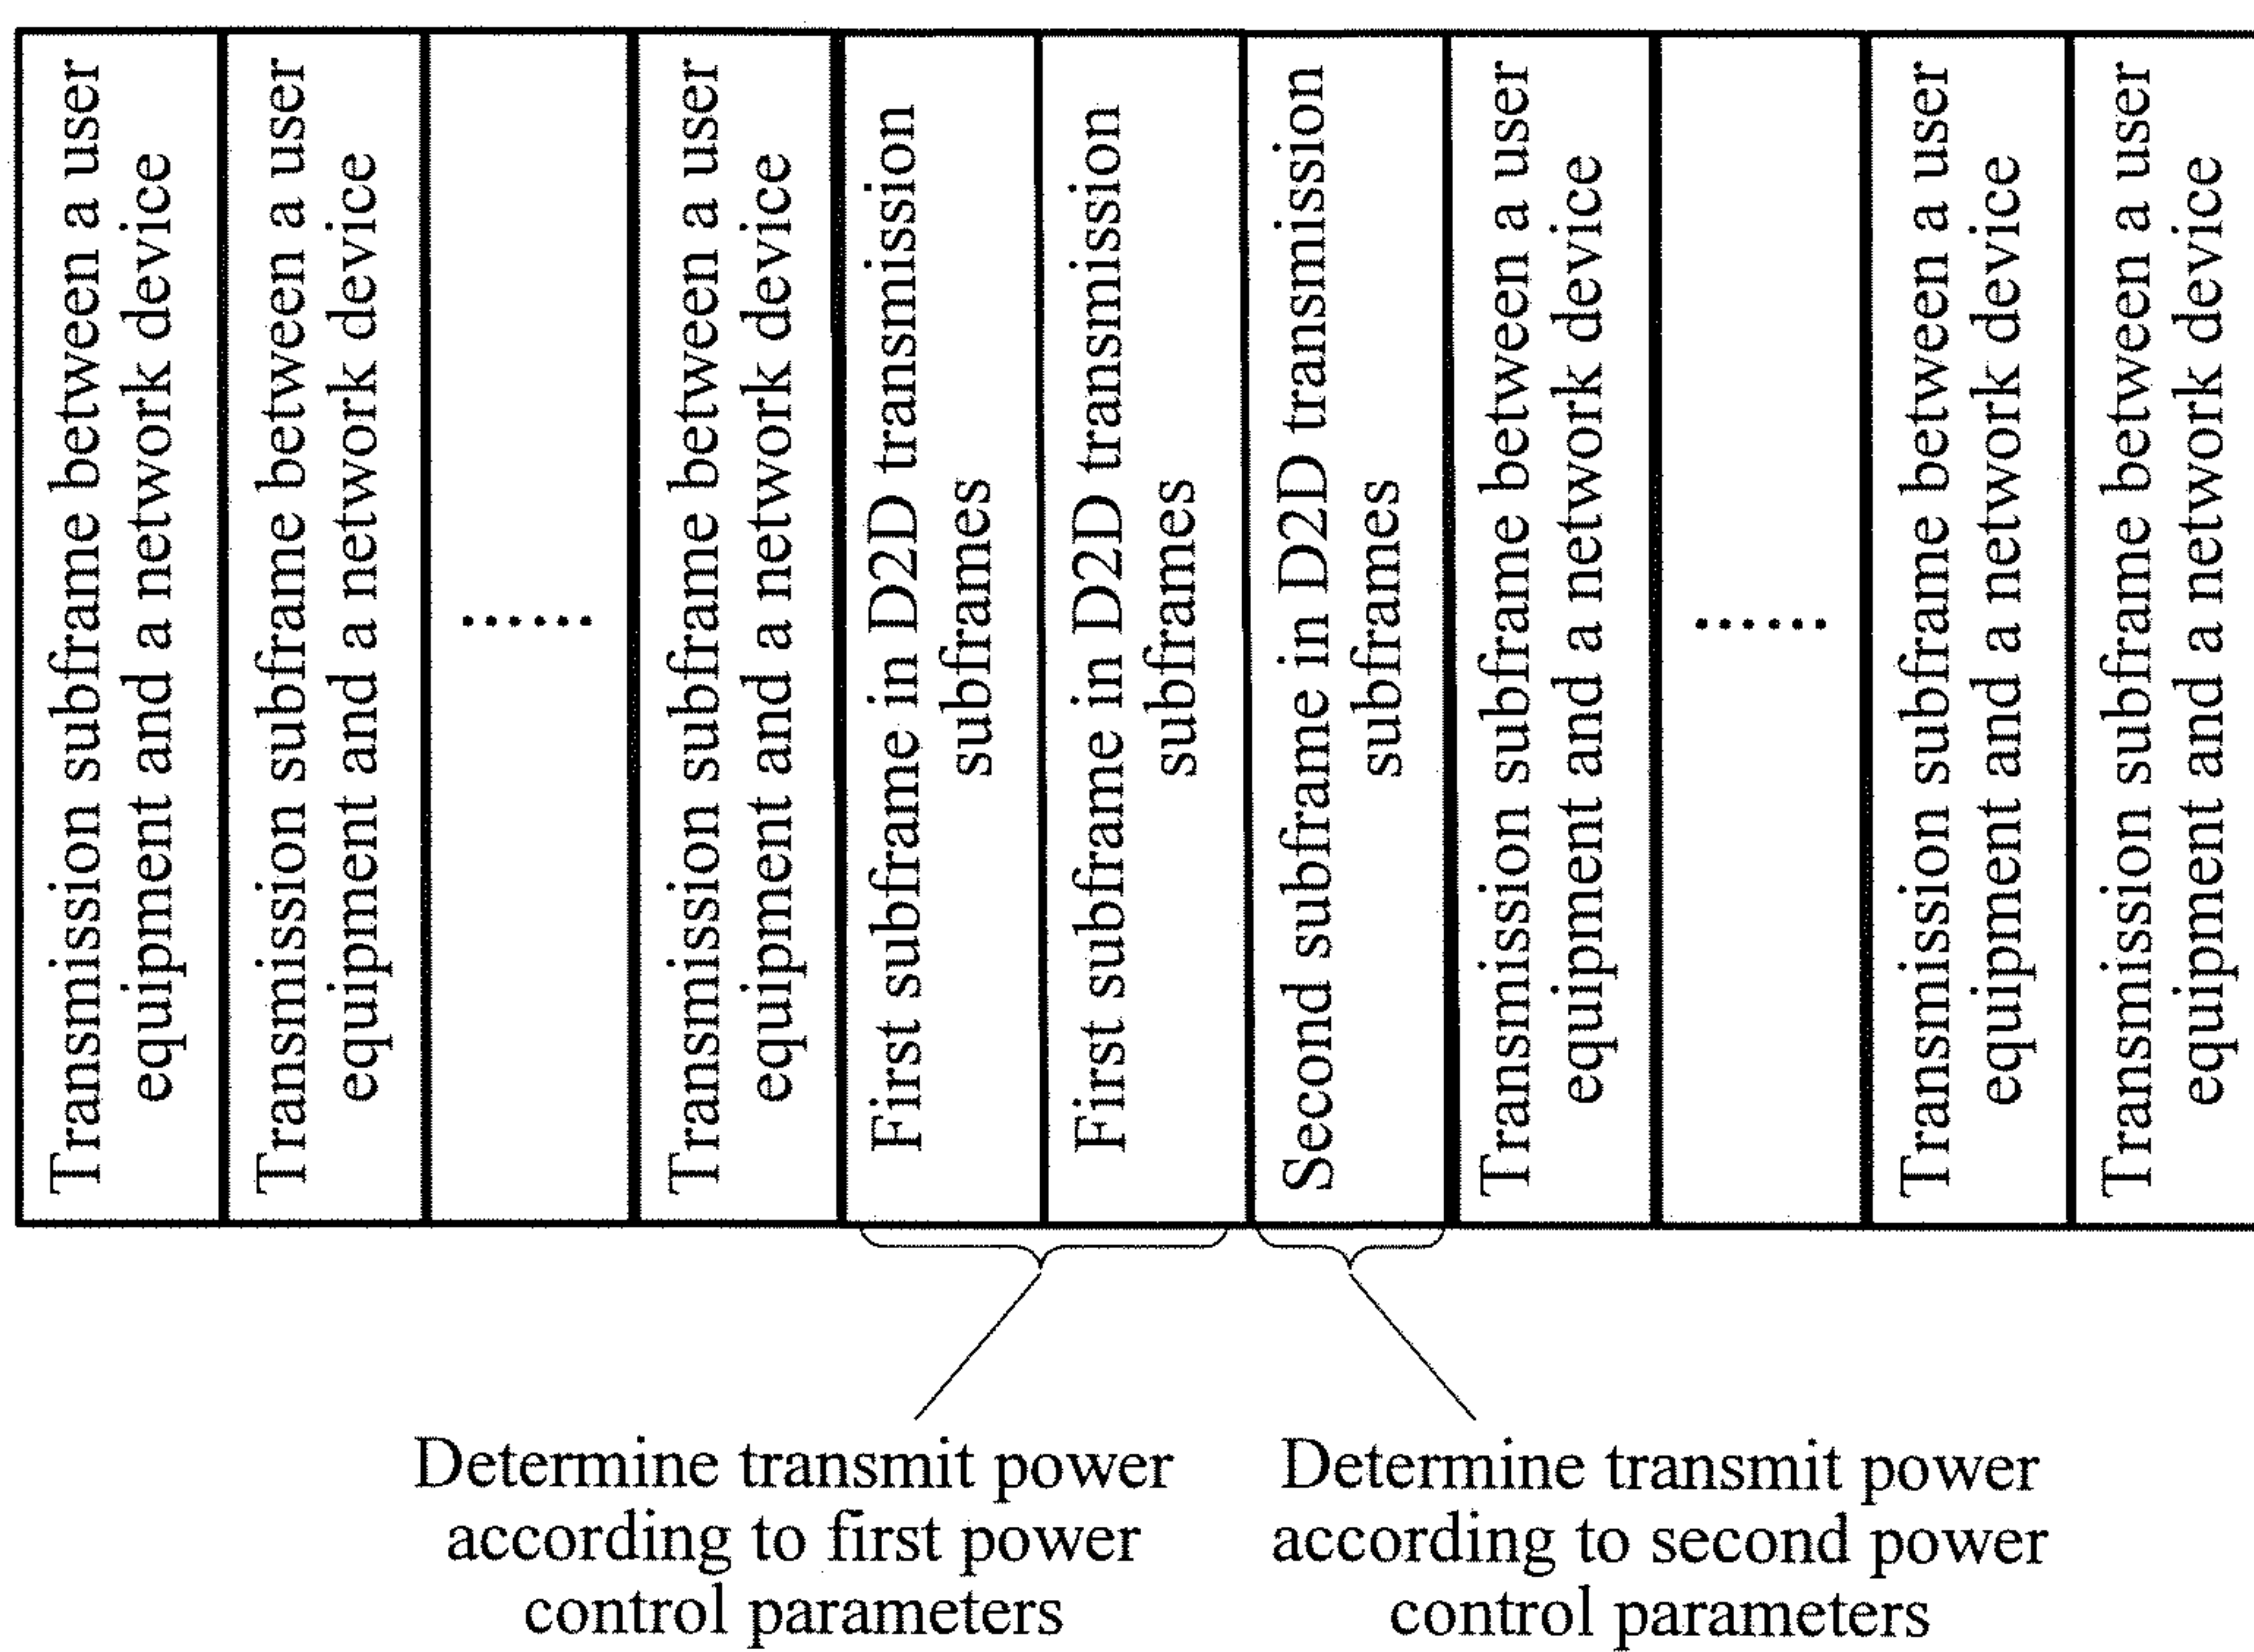 Transmission subframe between a user
equipment and a network device
Transmission subframe between a user
equipment and a network device
......
Transmission subframe between a user
equipment and a network device
First subframe in D2D transmission
subframes
First subframe in D2D transmission
subframes
Second subframe in D2D transmission
subframes
Transmission subframe between a user
equipment and a network device
......
Transmission subframe between a user
equipment and a network device
Transmission subframe between a user
equipment and a network device
Determine transmit power
according to first power
control parameters
Determine transmit power
according to second power
control parameters